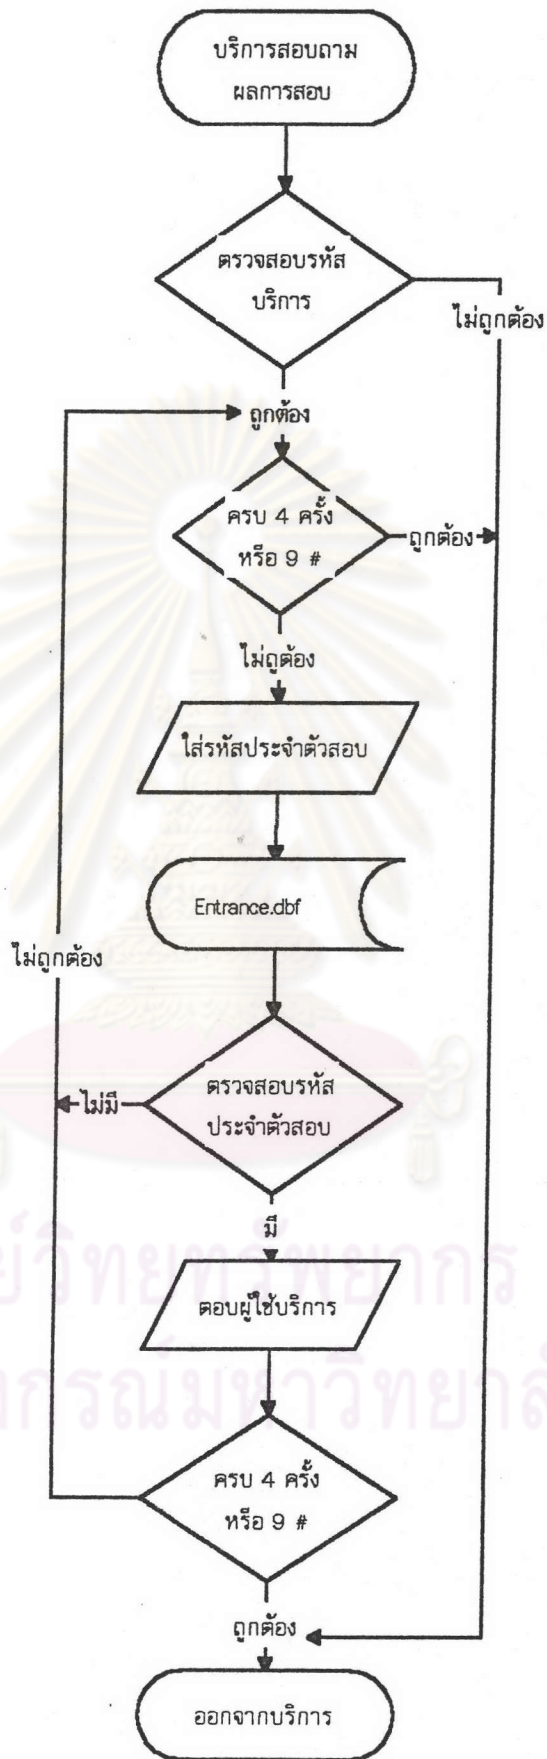 บริการสอบถาม
ผลการสอบ
ตรวจสอบรหัส
บริการ
ไม่ถูกต้อง
ถูกต้อง
ครบ 4 ครั้ง
หรือ 9 #
ถูกต้อง
ไม่ถูต้อง
ใส่รหัสประจำตัวสอบ
Entrance.dbf
ไม่ถูกต้อง
ตรวจสอบรหัส
ประจำตัวสอบ
ไม่มี
มี
ตอบผู้ใช้บริการ
ครบ 4 ครั้ง
หรือ 9 #
ถูกต้อง
ออกจากบริการ